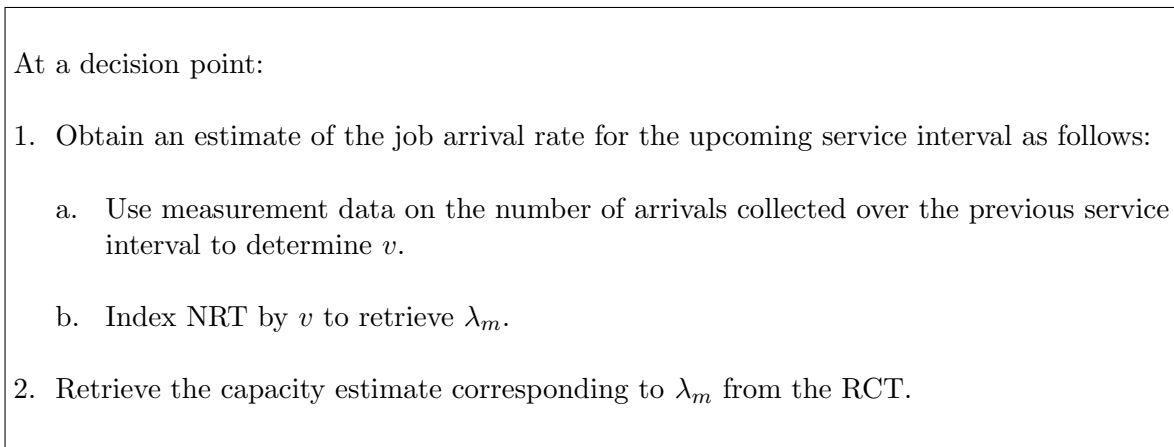 At a decision point:
1. Obtain an estimate of the job arrival rate for the upcoming service interval as follows:
a. Use measurement data on the number of arrivals collected over the previous service
interval to determine v.
b. Index NRT by v to retrieve λₘ.
2. Retrieve the capacity estimate corresponding to λₘ from the RCT.